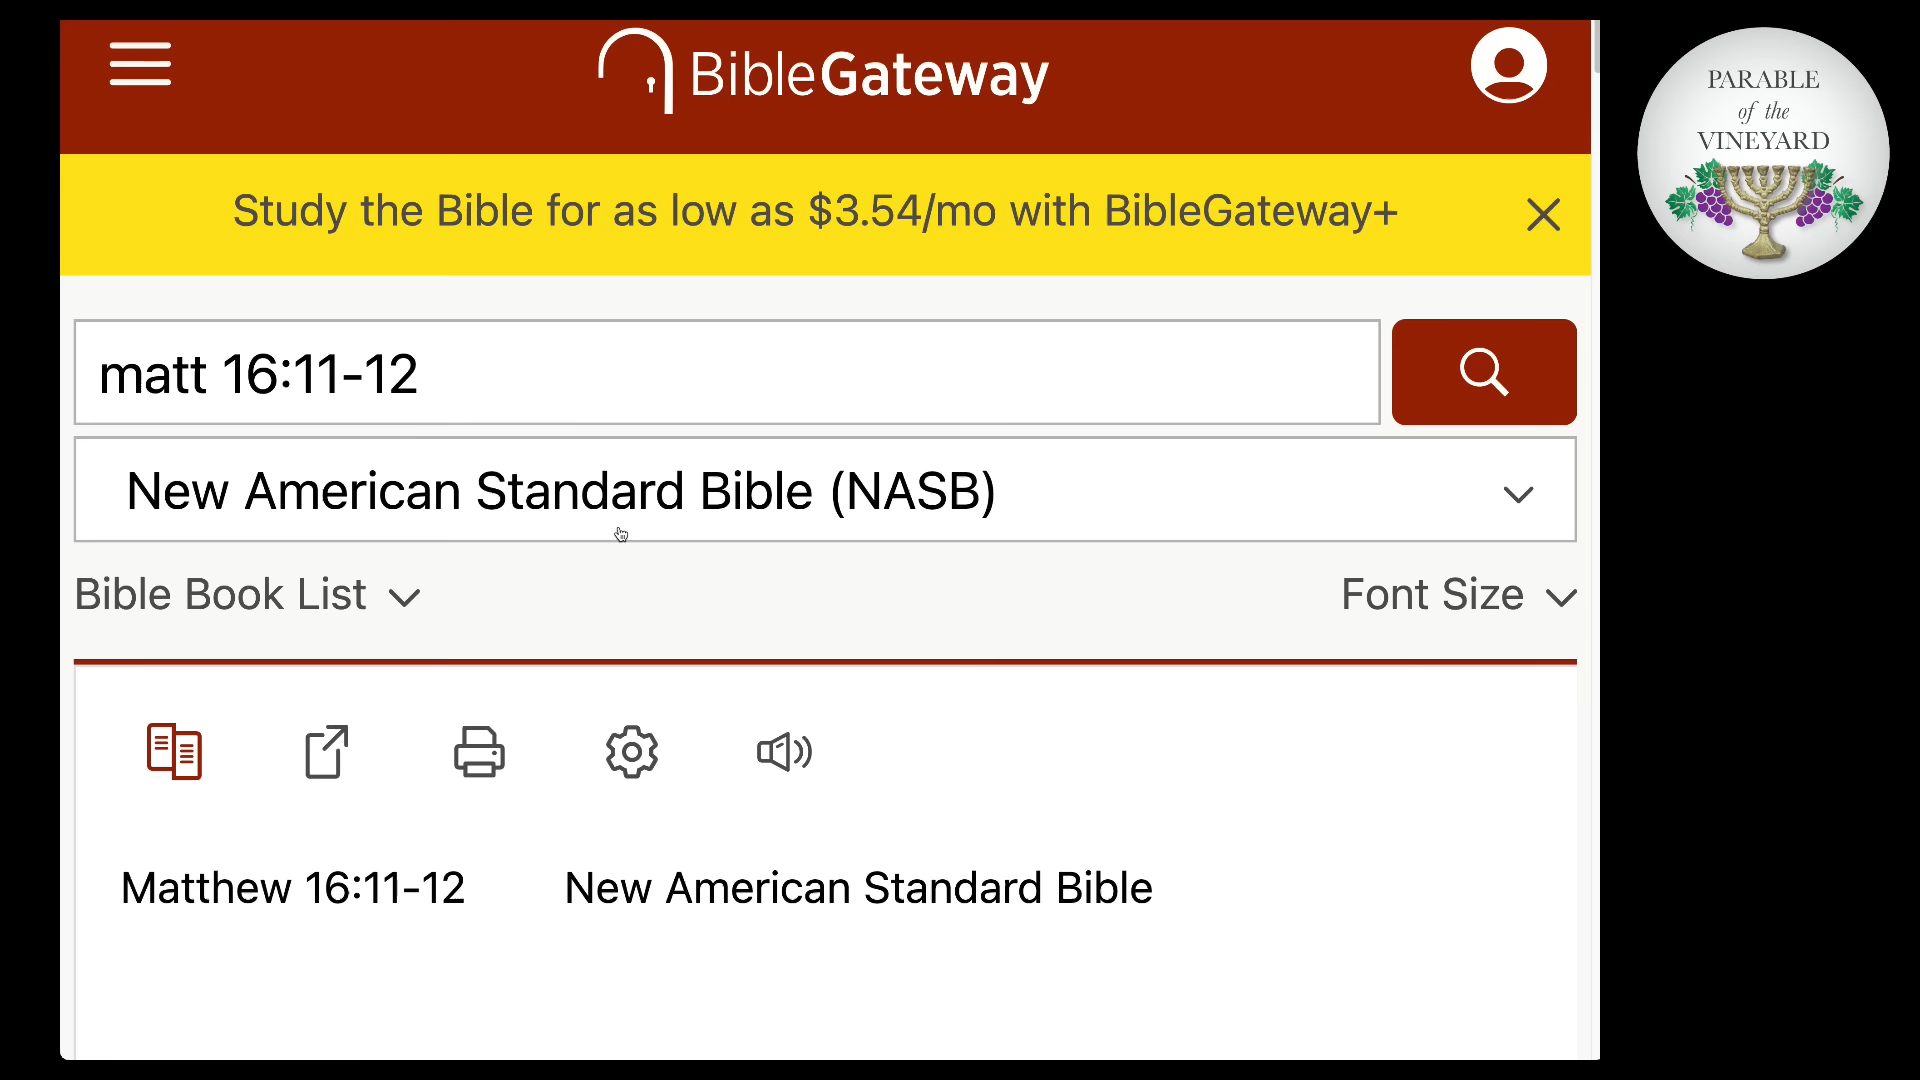 BibleGateway
Study the Bible for as low as $3.54/mo with BibleGateway+
matt 16:11-12
New American Standard Bible (NASB)
Bible Book List
Font Size
Matthew 16:11-12
New American Standard Bible
PARABLE
of the
VINEYARD